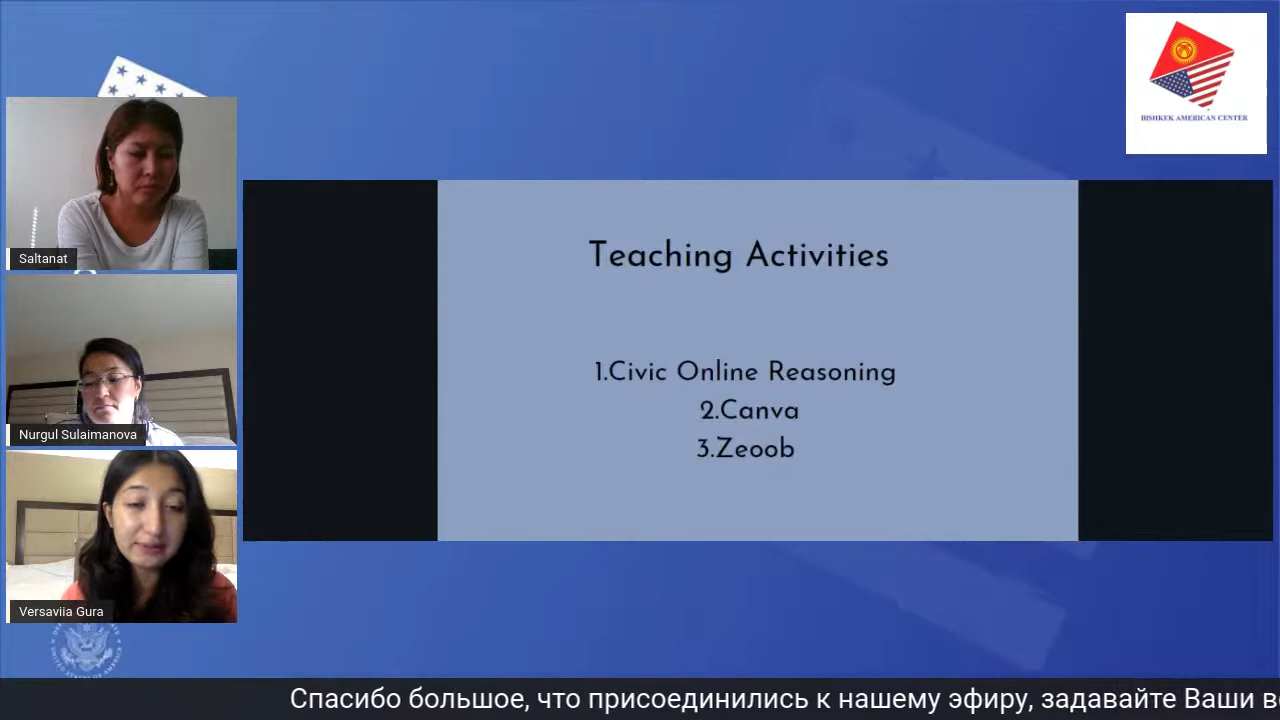 BISHKEK AMERICAN CENTER
Saltanat
Nurgul Sulaimanova
Versaviia Gura
Teaching Activities
1.Civic Online Reasoning
2.Canva
3.Zeoob
Спасибо большое, что присоединились к нашему эфиру, задавайте Ваши в